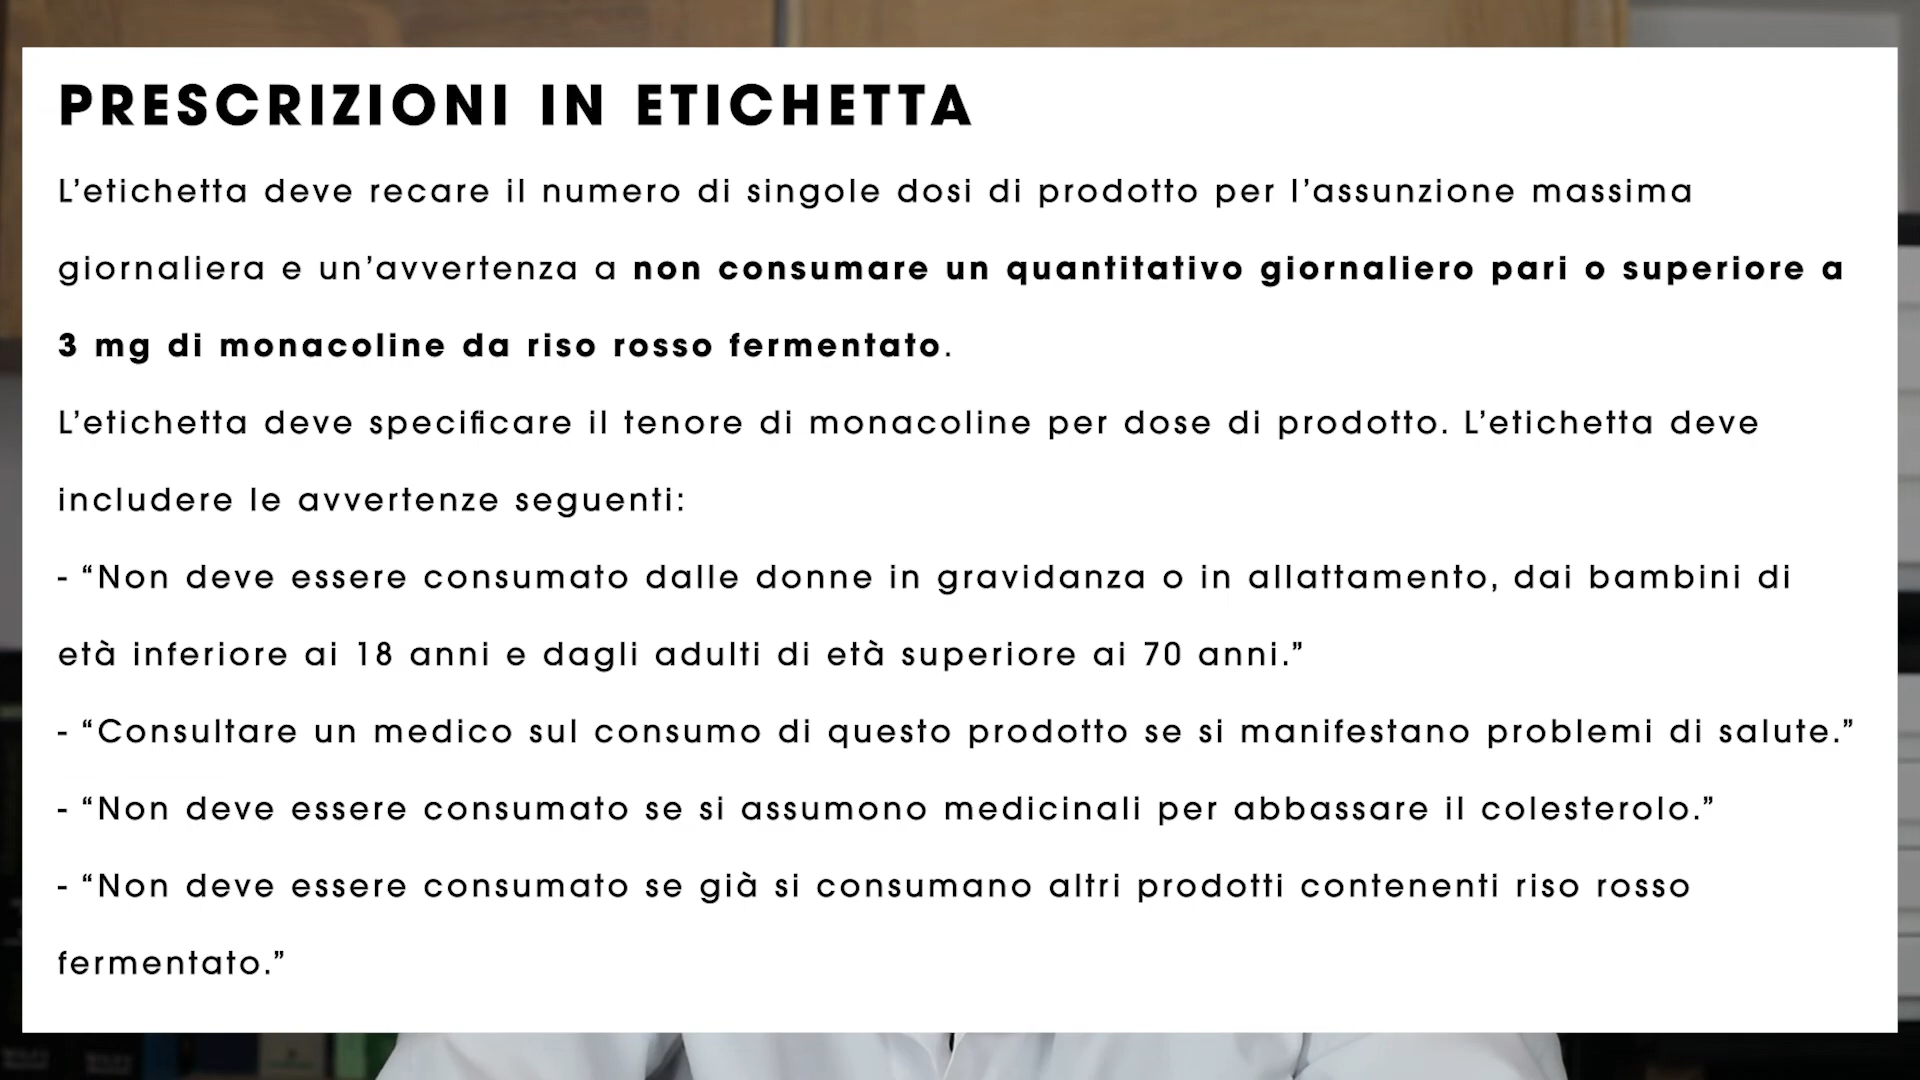 PRESCRIZIONI IN ETICHETTA
L’etichetta deve recare il numero di singole dosi di prodotto per l’assunzione massima
giornaliera e un’avvertenza a non consumare un quantitativo giornaliero pari o superiore a
3 mg di monacoline da riso rosso fermentato.
L’etichetta deve specificare il tenore di monacoline per dose di prodotto. L’etichetta deve
includere le avvertenze seguenti:
- “Non deve essere consumato dalle donne in gravidanza o in allattamento, dai bambini di
età inferiore ai 18 anni e dagli adulti di età superiore ai 70 anni.”
- “Consultare un medico sul consumo di questo prodotto se si manifestano problemi di salute.”
- “Non deve essere consumato se si assumono medicinali per abbassare il colesterolo.”
- “Non deve essere consumato se già si consumano altri prodotti contenenti riso rosso
fermentato.”